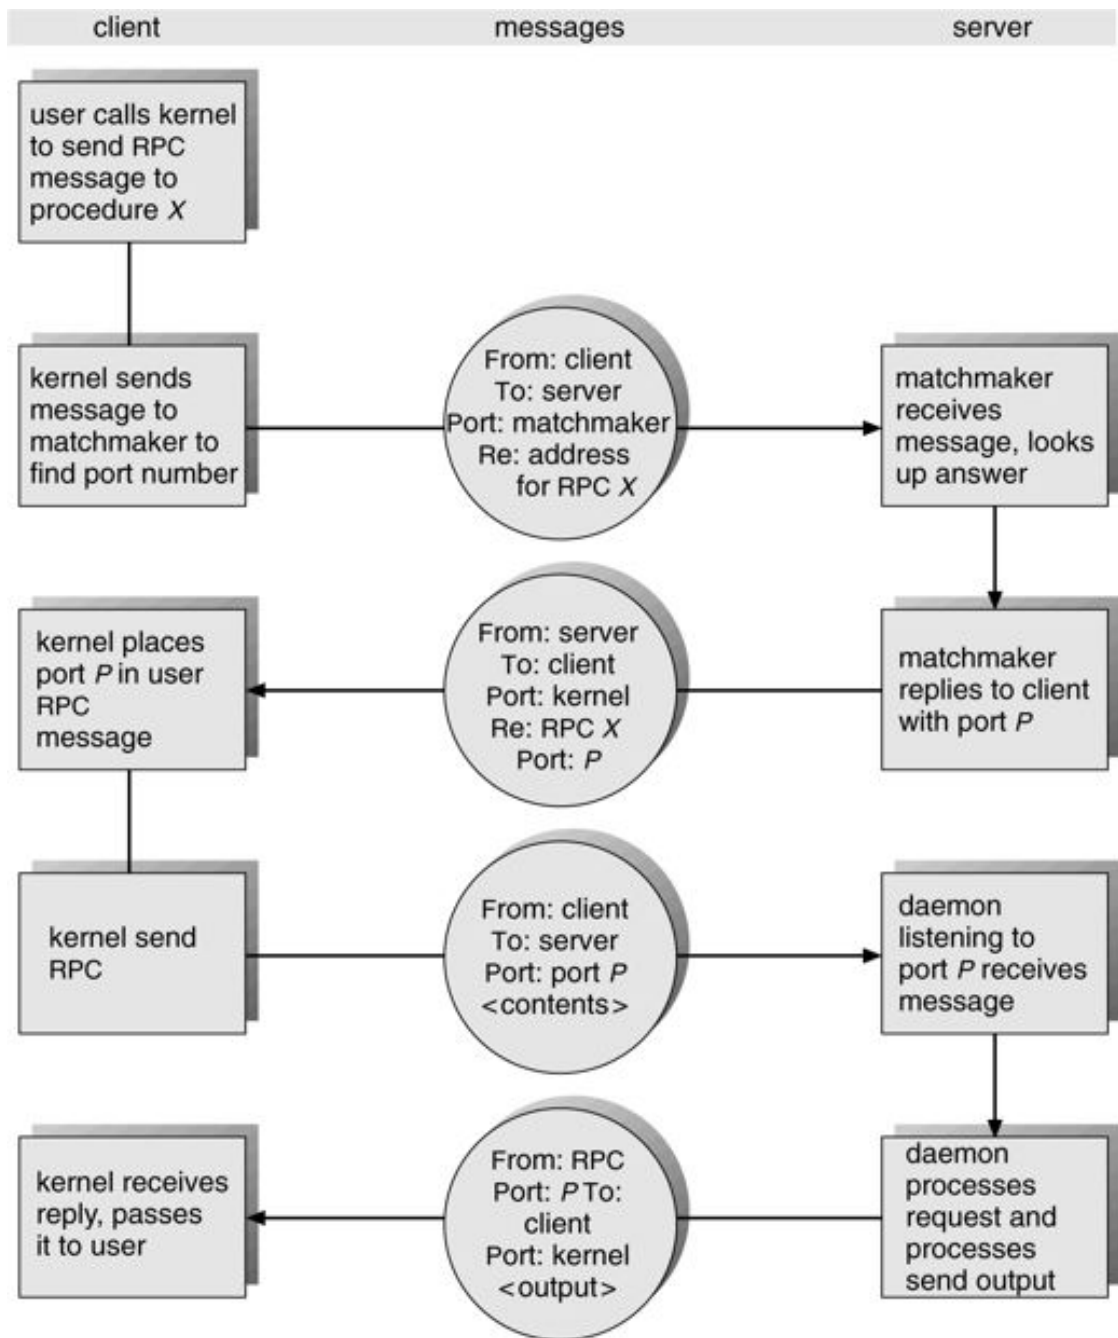 client
messages
server
user calls kernel
to send RPC
message to
procedure X
kernel sends
message to
matchmaker to
find port number
From: client
To: server
Port: matchmaker
Re: address
for RPC X
matchmaker
receives
message, looks
up answer
kernel places
port P in user
RPC
message
From: server
To: client
Port: kernel
Re: RPC X
Port: P
matchmaker
replies to client
with port P
kernel send
RPC
From: client
To: server
Port: port P
<contents>
daemon
listening to
port P receives
message
kernel receives
reply, passes
it to user
From: RPC
Port: P To:
client
Port: kernel
<output>
daemon
processes
request and
processes
send output